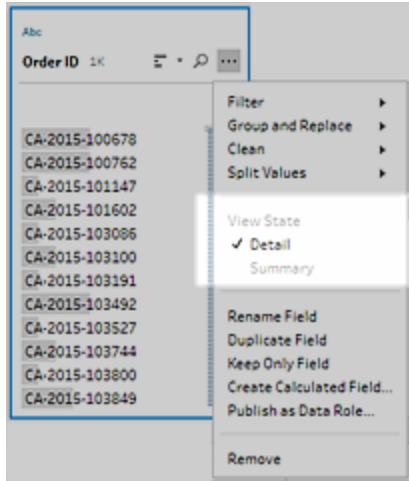 Abc
Order ID 1K
CA-2015-100678
CA-2015-100762
CA-2015-101147
CA-2015-101602
CA-2015-103086
CA-2015-103100
CA-2015-103191
CA-2015-103492
CA-2015-103527
CA-2015-103744
CA-2015-103800
CA-2015-103849
Filter
Group and Replace
Clean
Split Values
View State
✓ Detail
Summary
Rename Field
Duplicate Field
Keep Only Field
Create Calculated Field...
Publish as Data Role...
Remove